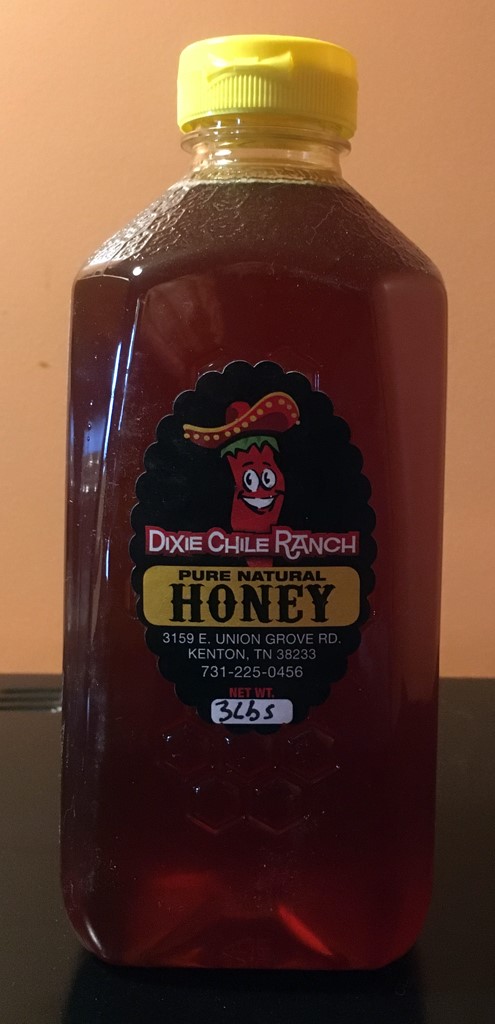 DIXIE CHILE RANCH
PURE NATURAL
HONEY
3159 E. UNION GROVE RD.
KENTON, TN 38233
731-225-0456
NET WT.
3Lbs